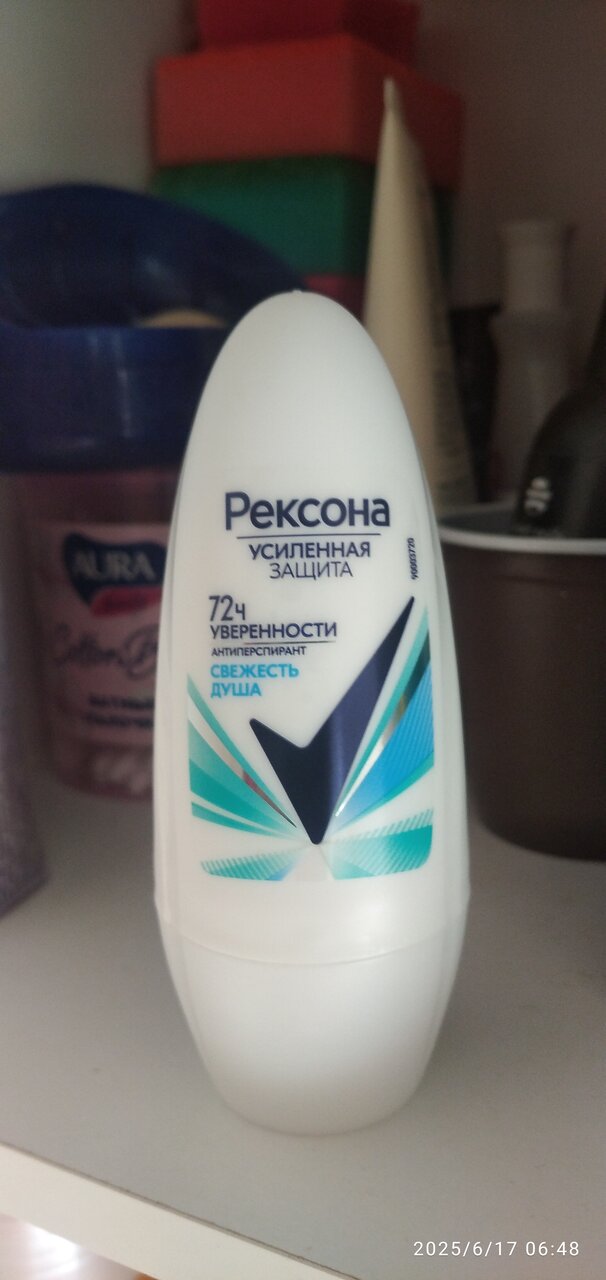 Рексона
УСИЛЕННАЯ
ЗАЩИТА
72ч
УВЕРЕННОСТИ
АНТИПЕРСПИРАНТ
СВЕЖЕСТЬ
ДУША
AURA
2025/6/17 06:48